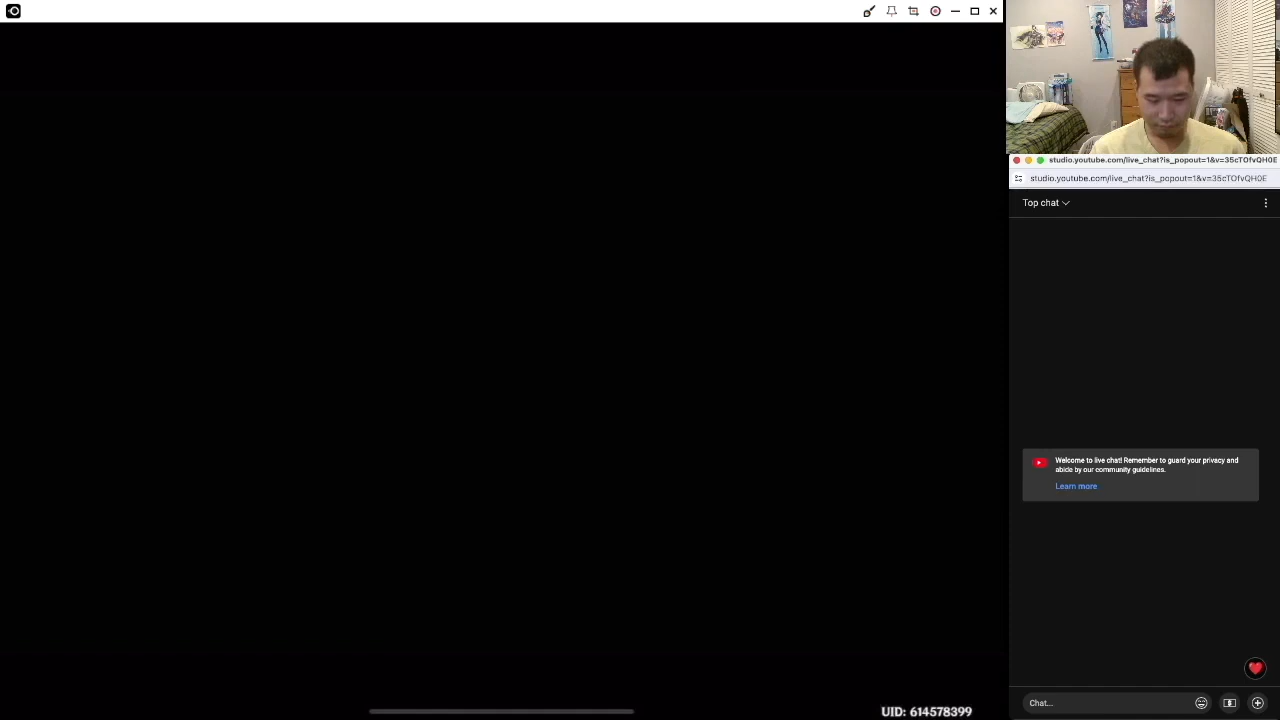 studio.youtube.com/live_chat?is_popout=1&v=35cTOfvQH0E
studio.youtube.com/live_chat?is_popout=1&v=35cTOfvQH0E
Top chat
Welcome to live chat! Remember to guard your privacy and
abide by our community guidelines.
Learn more
Chat...
UID: 614578399